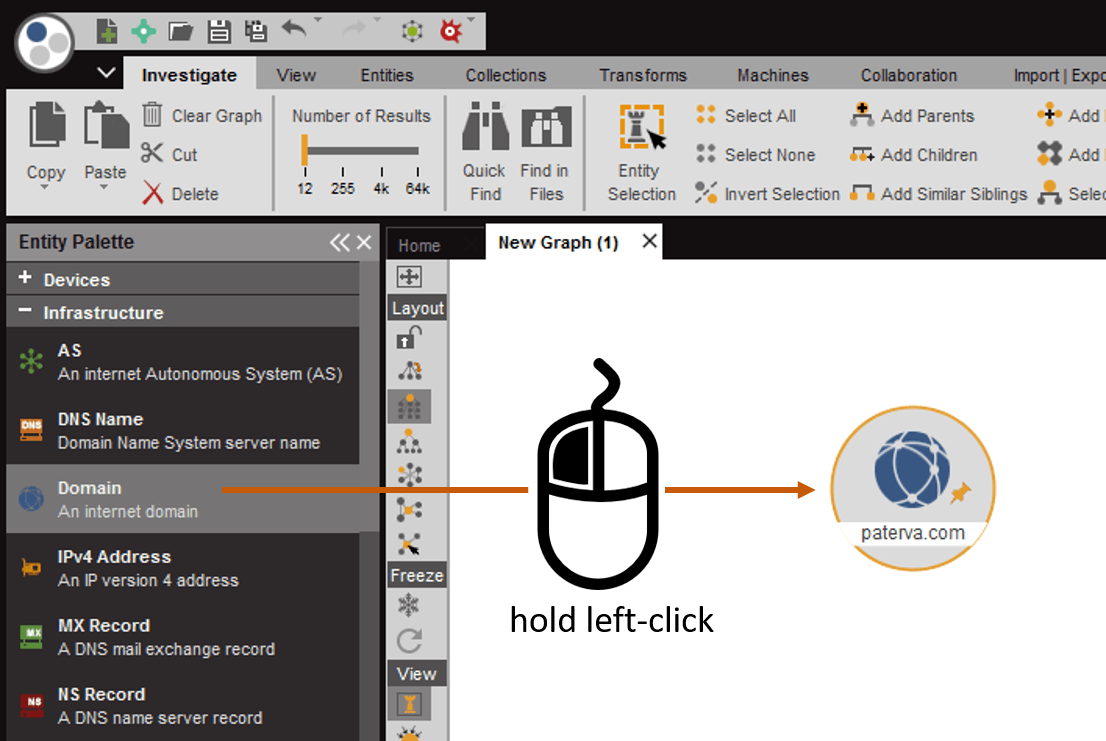 Investigate View Entities Collections Transforms Machines Collaboration Import | Expo
Copy
Paste
Clear Graph
Cut
Delete
Number of Results
12 255 4k 64k
Quick
Find
Find in
Files
Entity
Selection
Select All
Select None
Invert Selection
Add Parents
Add Children
Add Similar Siblings
Add
Add
Selec
Entity Palette
Home
New Graph (1)
+ Devices
− Infrastructure
AS
An internet Autonomous System (AS)
DNS
DNS Name
Domain Name System server name
Domain
An internet domain
IPv4 Address
An IP version 4 address
MX
MX Record
A DNS mail exchange record
NS
NS Record
A DNS name server record
Layout
Freeze
View
hold left-click
paterva.com